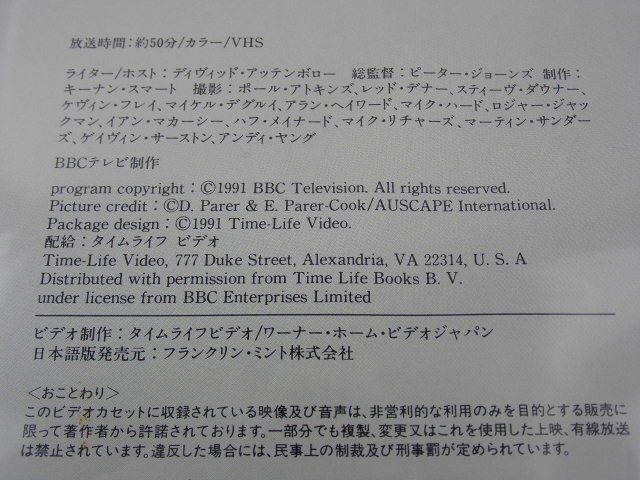 放送時間：約50分/カラー/VHS
ライター/ホスト：ディヴィッド・アッテンボロー　総監督：ピーター・ジョーンズ　制作：
キーナン・スマート　撮影：ポール・アトキンズ、レッド・デナー、スティーヴ・ダウナー、
ケヴィン・フレイ、マイケル・デグルイ、アラン・ヘイワード、マイク・ハード、ロジャー・ジャッ
クマン、イアン・マカーシー、ハフ・メイナード、マイク・リチャーズ、マーティン・サンダー
ズ、ゲイヴィン・サーストン、アンディ・ヤング
BBCテレビ制作
program copyright：©1991 BBC Television. All rights reserved.
Picture credit：©D. Parer & E. Parer-Cook/AUSCAPE International.
Package design：©1991 Time-Life Video.
配給：タイムライフ ビデオ
Time-Life Video, 777 Duke Street, Alexandria, VA 22314, U. S. A
Distributed with permission from Time Life Books B. V.
under license from BBC Enterprises Limited
ビデオ制作：タイムライフビデオ/ワーナー・ホーム・ビデオジャパン
日本語版発売元：フランクリン・ミント株式会社
〈おことわり〉
このビデオカセットに収録されている映像及び音声は、非営利的な利用のみを目的とする販売に
限って著作者から許諾されております。一部分でも複製、変更又はこれを使用した上映、有線放送
は禁止されています。違反した場合には、民事上の制裁及び刑事罰が定められています。